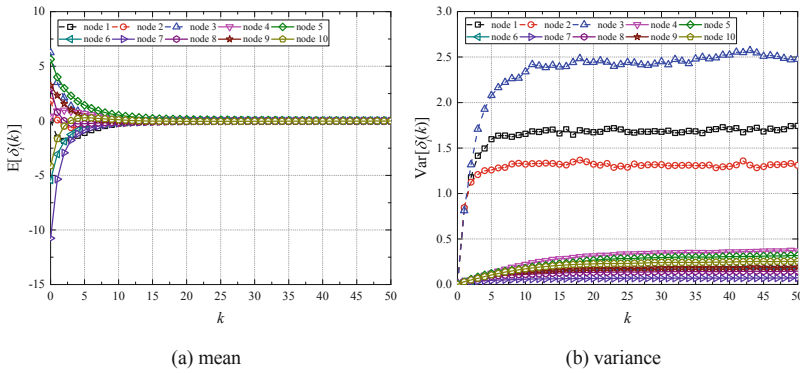 10
5
0
-5
-10
-15
E[δi(k)]
node 1 node 2 node 3 node 4 node 5
node 6 node 7 node 8 node 9 node 10
0 5 10 15 20 25 30 35 40 45 50
k
(a) mean
3.0
2.5
2.0
1.5
1.0
0.5
0.0
Var[δi(k)]
node 1 node 2 node 3 node 4 node 5
node 6 node 7 node 8 node 9 node 10
0 5 10 15 20 25 30 35 40 45 50
k
(b) variance